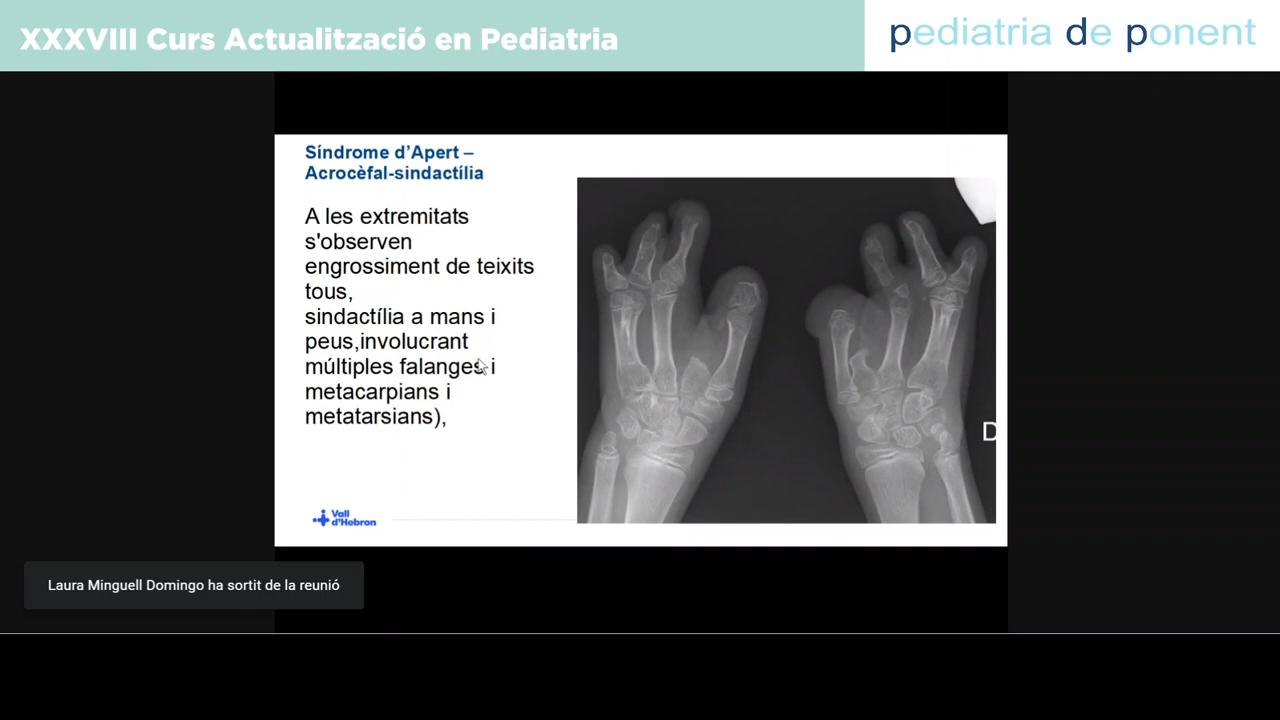 XXXVIII Curs Actualització en Pediatria
pediatria de ponent
Síndrome d'Apert –
Acrocèfal-sindactília
A les extremitats
s'observen
engrossiment de teixits
tous,
sindactília a mans i
peus,involucrant
múltiples falanges i
metacarpians i
metatarsians),
D
Vall
d'Hebron
Laura Minguell Domingo ha sortit de la reunió